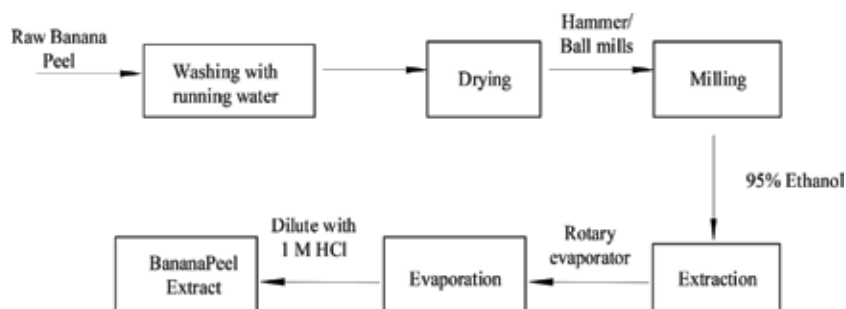 Raw Banana
Peel
Washing with
running water
Drying
Hammer/
Ball mills
Milling
95% Ethanol
Extraction
Rotary
evaporator
Evaporation
Dilute with
1 M HCl
BananaPeel
Extract